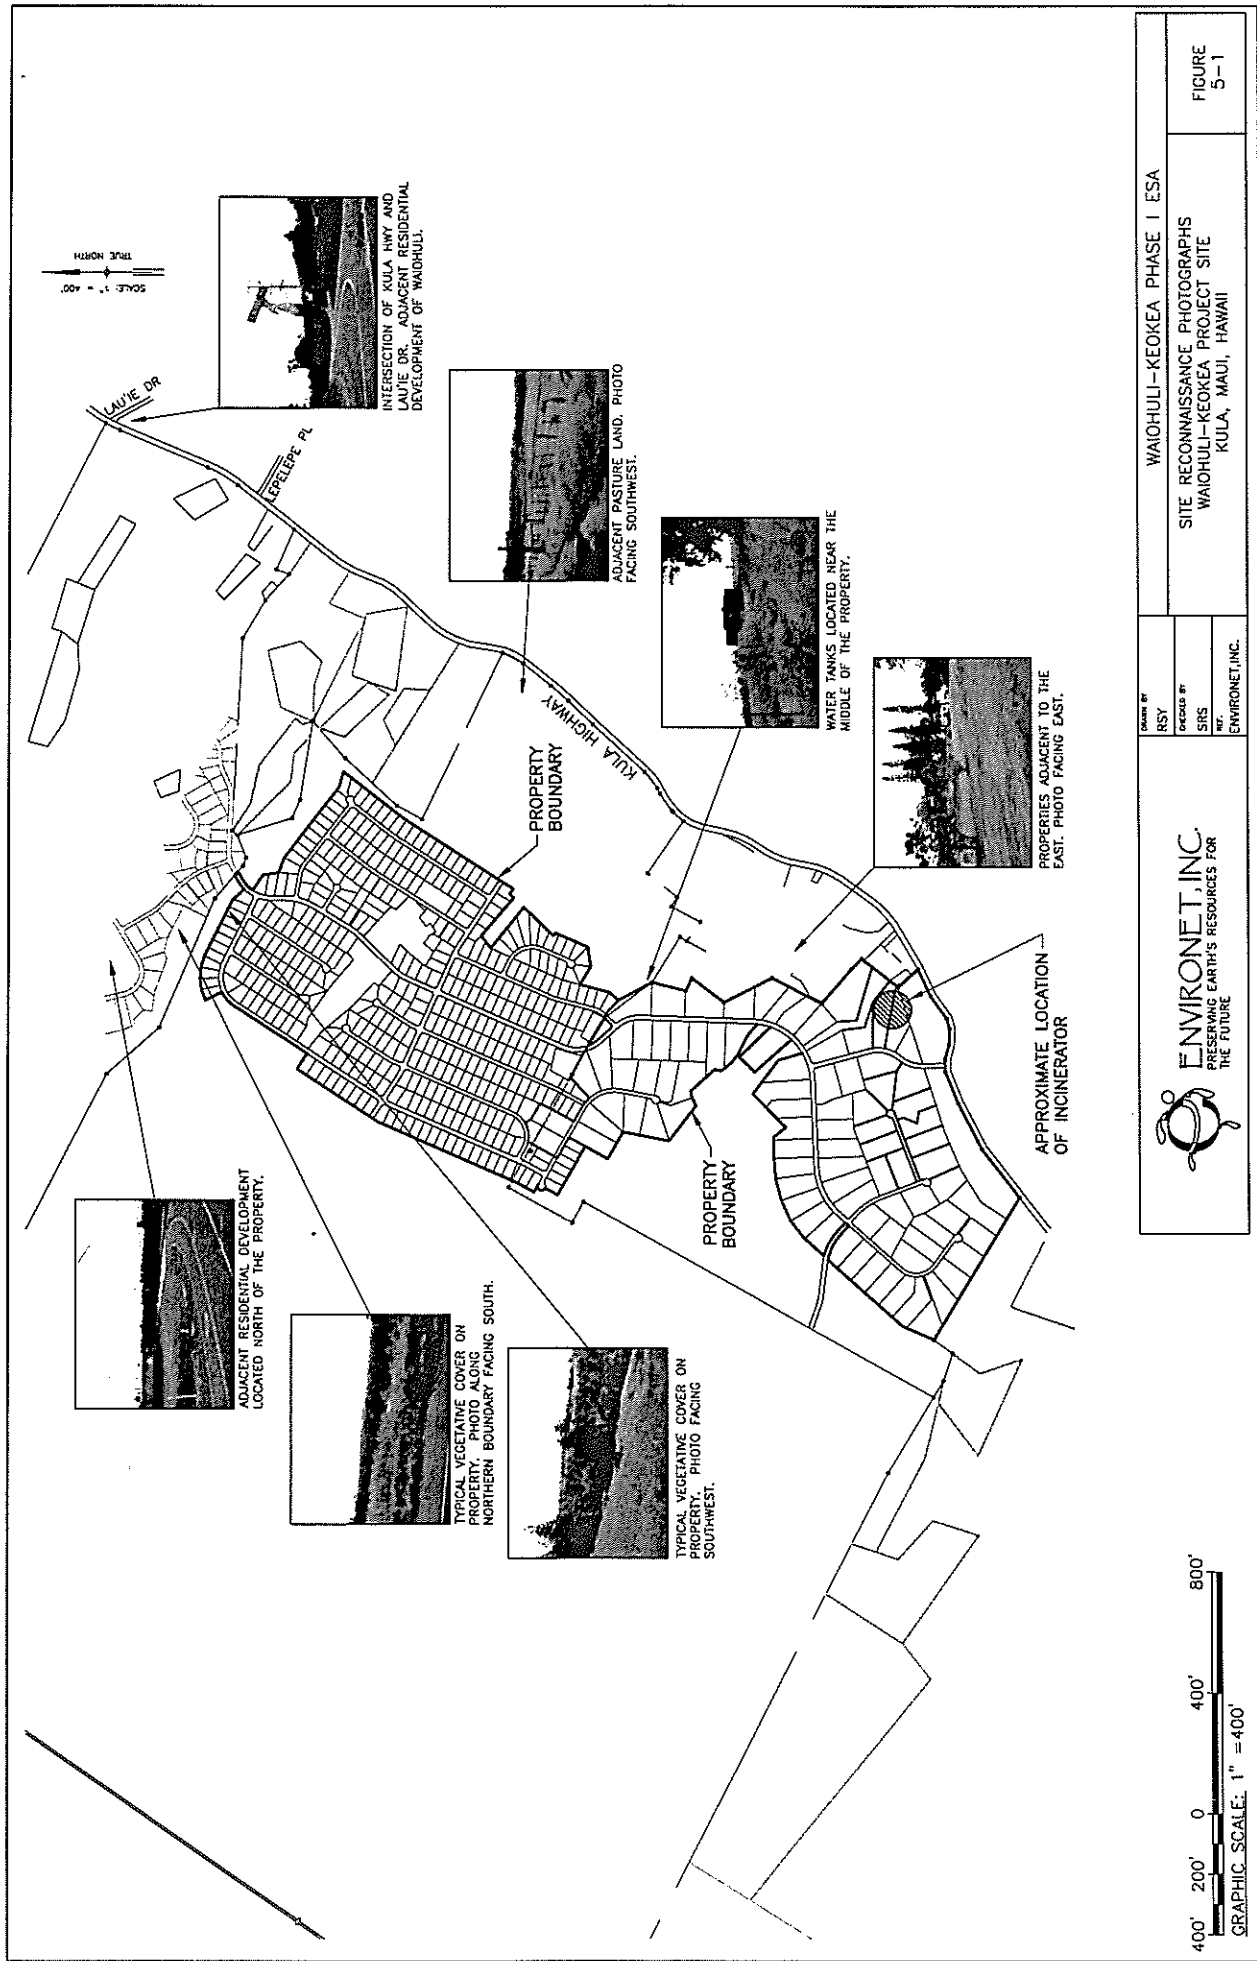 SCALE: 1" = 400'
TRUE NORTH
LAU'IE DR
INTERSECTION OF KULA HWY AND
LAU'IE DR. ADJACENT RESIDENTIAL
DEVELOPMENT OF WAIOHULI.
LEPELEPE PL
ADJACENT PASTURE LAND. PHOTO
FACING SOUTHWEST.
KULA HIGHWAY
WATER TANKS LOCATED NEAR THE
MIDDLE OF THE PROPERTY.
PROPERTIES ADJACENT TO THE
EAST. PHOTO FACING EAST.
PROPERTY
BOUNDARY
APPROXIMATE LOCATION
OF INCINERATOR
PROPERTY
BOUNDARY
ADJACENT RESIDENTIAL DEVELOPMENT
LOCATED NORTH OF THE PROPERTY.
TYPICAL VEGETATIVE COVER ON
PROPERTY. PHOTO ALONG
NORTHERN BOUNDARY FACING SOUTH.
TYPICAL VEGETATIVE COVER ON
PROPERTY. PHOTO FACING
SOUTHWEST.
400' 200' 0 400' 800'
GRAPHIC SCALE: 1" =400'
ENVIRONET, INC.
PRESERVING EARTH'S RESOURCES FOR
THE FUTURE
DRAWN BY
RSY
CHECKED BY
SRS
REF.
ENVIRONET,INC.
WAIOHULI-KEOKEA PHASE I ESA
SITE RECONNAISSANCE PHOTOGRAPHS
WAIOHULI-KEOKEA PROJECT SITE
KULA, MAUI, HAWAII
FIGURE
5-1